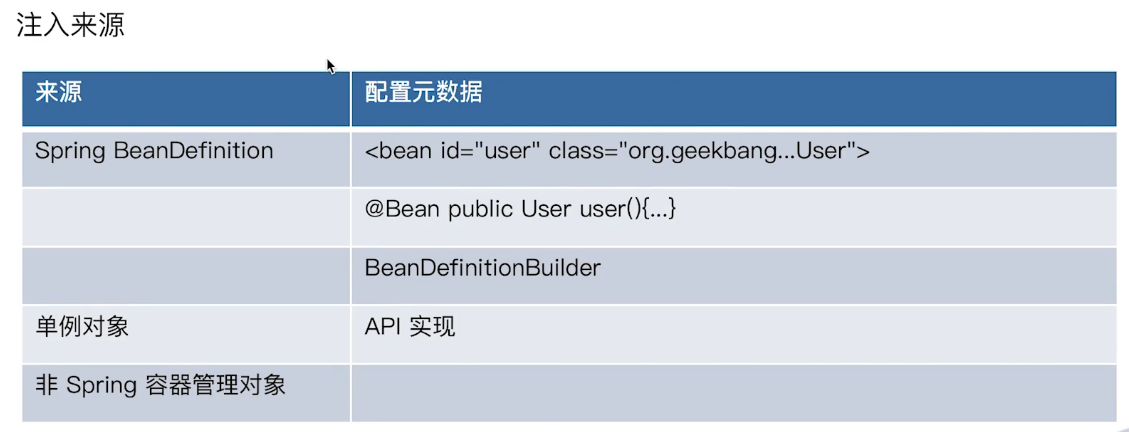 注入来源
来源 配置元数据
Spring BeanDefinition <bean id="user" class="org.geekbang...User">
@Bean public User user(){...}
BeanDefinitionBuilder
单例对象 API 实现
非 Spring 容器管理对象